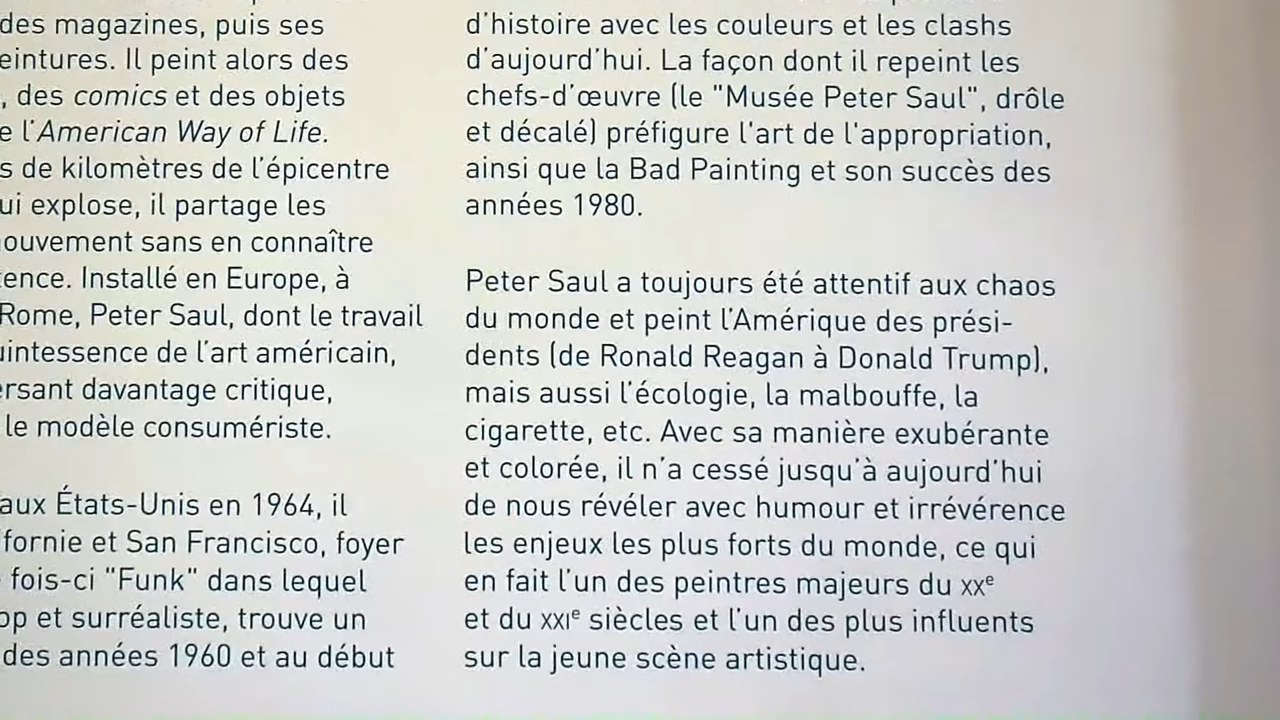 des magazines, puis ses
eintures. Il peint alors des
, des comics et des objets
e l'American Way of Life.
s de kilomètres de l'épicentre
ui explose, il partage les
ouvement sans en connaître
ence. Installé en Europe, à
Rome, Peter Saul, dont le travail
uintessence de l'art américain,
ersant davantage critique,
le modèle consumériste.
aux États-Unis en 1964, il
fornie et San Francisco, foyer
fois-ci "Funk" dans lequel
op et surréaliste, trouve un
des années 1960 et au début
d'histoire avec les couleurs et les clashs
d'aujourd'hui. La façon dont il repeint les
chefs-d'œuvre (le "Musée Peter Saul", drôle
et décalé) préfigure l'art de l'appropriation,
ainsi que la Bad Painting et son succès des
années 1980.
Peter Saul a toujours été attentif aux chaos
du monde et peint l'Amérique des prési-
dents (de Ronald Reagan à Donald Trump),
mais aussi l'écologie, la malbouffe, la
cigarette, etc. Avec sa manière exubérante
et colorée, il n'a cessé jusqu'à aujourd'hui
de nous révéler avec humour et irrévérence
les enjeux les plus forts du monde, ce qui
en fait l'un des peintres majeurs du XXe
et du XXIe siècles et l'un des plus influents
sur la jeune scène artistique.